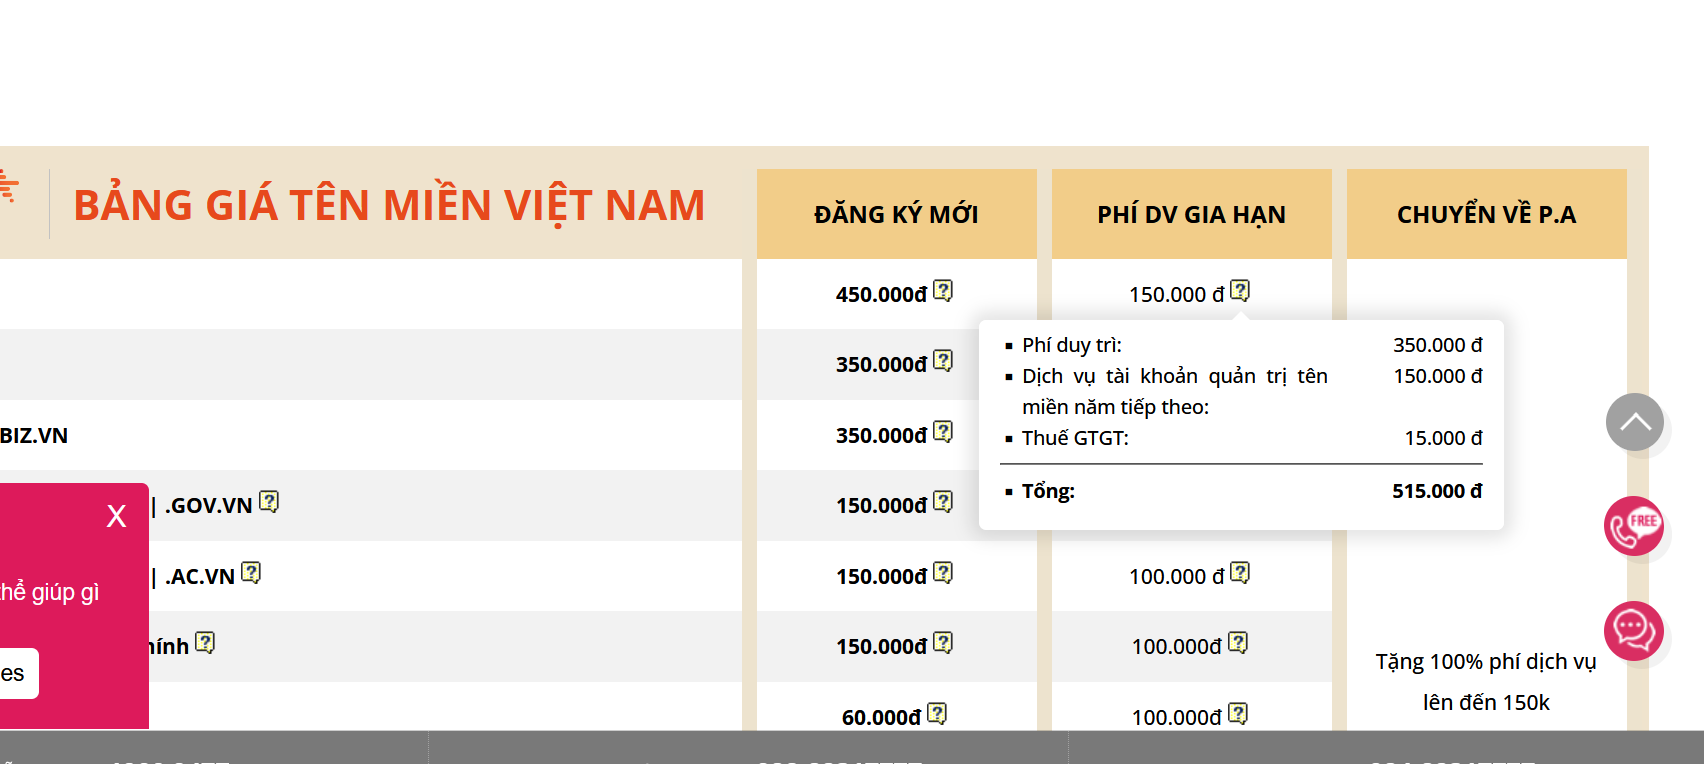 BẢNG GIÁ TÊN MIỀN VIỆT NAM
ĐĂNG KÝ MỚI
PHÍ DV GIA HẠN
CHUYỂN VỀ P.A
450.000đ
150.000 đ
350.000đ
Phí duy trì: 350.000 đ
Dịch vụ tài khoản quản trị tên 150.000 đ
miền năm tiếp theo:
Thuế GTGT: 15.000 đ
Tổng: 515.000 đ
BIZ.VN
350.000đ
X
| .GOV.VN
150.000đ
FREE
| .AC.VN
150.000đ
100.000 đ
giúp gì
150.000đ
100.000đ
Tặng 100% phí dịch vụ
lên đến 150k
60.000đ
100.000đ